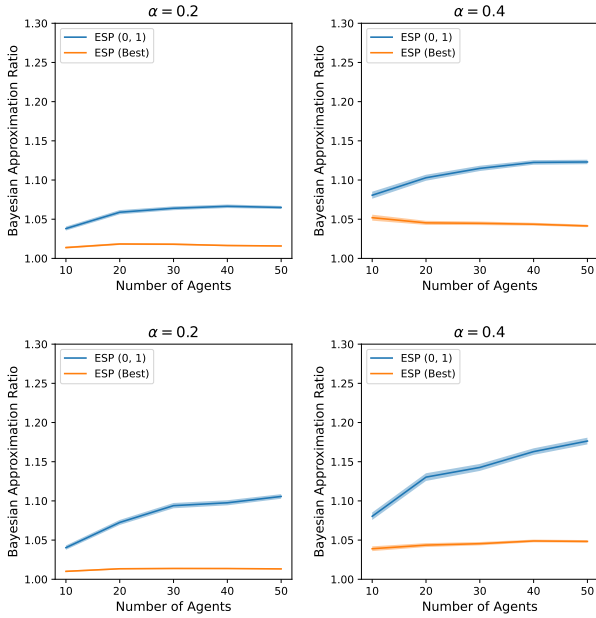 α = 0.2
Bayesian Approximation Ratio
1.30
1.25
1.20
1.15
1.10
1.05
1.00
ESP (0, 1)
ESP (Best)
10 20 30 40 50
Number of Agents
α = 0.4
Bayesian Approximation Ratio
1.30
1.25
1.20
1.15
1.10
1.05
1.00
ESP (0, 1)
ESP (Best)
10 20 30 40 50
Number of Agents
α = 0.2
Bayesian Approximation Ratio
1.30
1.25
1.20
1.15
1.10
1.05
1.00
ESP (0, 1)
ESP (Best)
10 20 30 40 50
Number of Agents
α = 0.4
Bayesian Approximation Ratio
1.30
1.25
1.20
1.15
1.10
1.05
1.00
ESP (0, 1)
ESP (Best)
10 20 30 40 50
Number of Agents